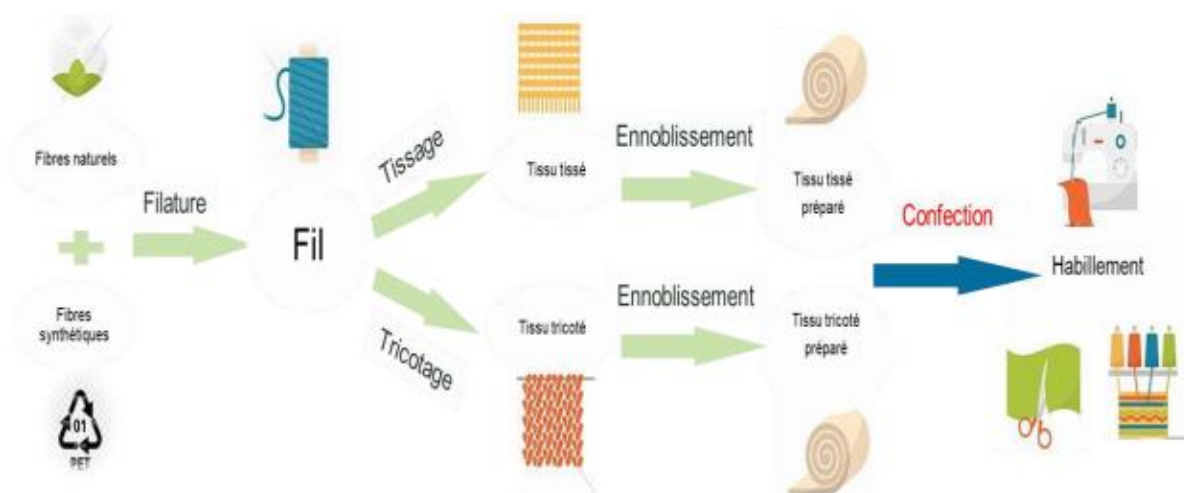 Fibres naturels
Filature
Fibres
synthétiques
01
PET
Fil
Tissage
Tricotage
Tissu tissé
Tissu tricoté
Ennoblissement
Ennoblissement
Tissu tissé
préparé
Tissu tricoté
préparé
Confection
Habillement